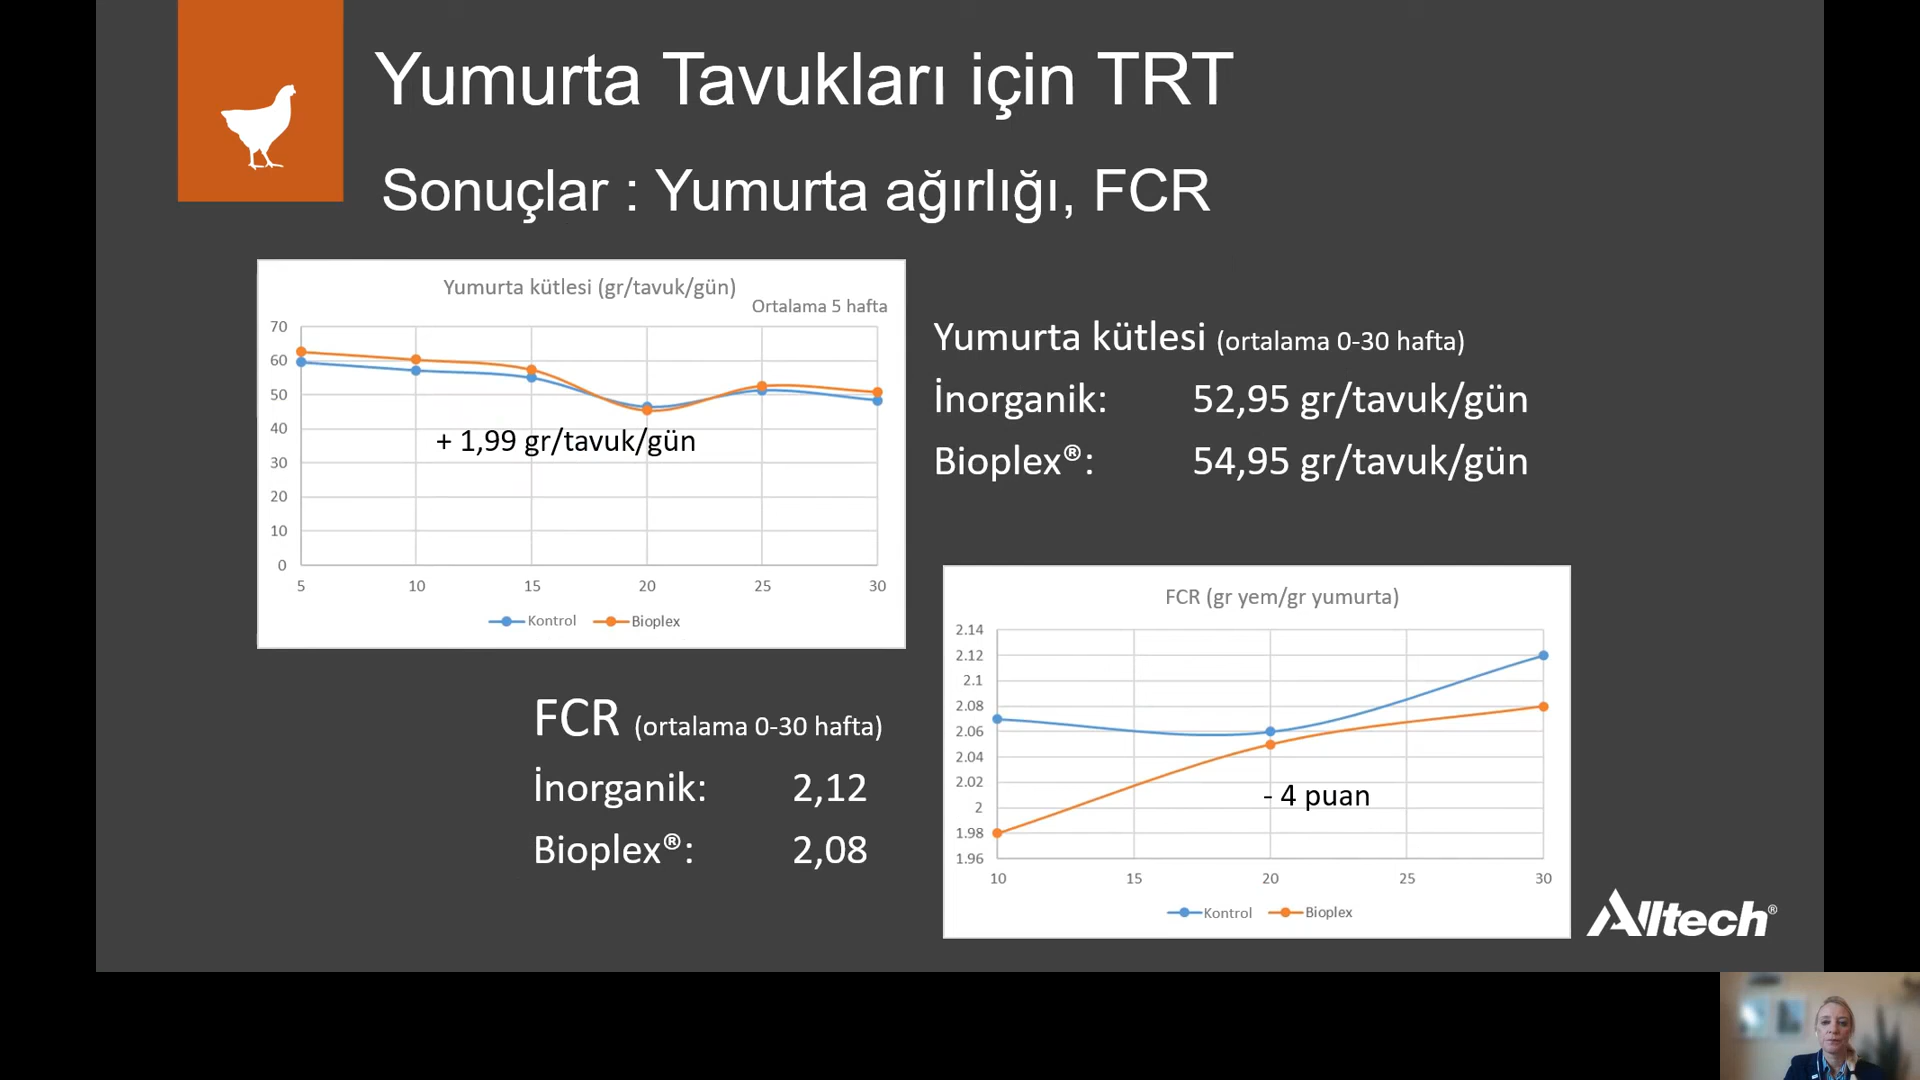 Yumurta Tavukları için TRT
Sonuçlar : Yumurta ağırlığı, FCR
Yumurta kütlesi (gr/tavuk/gün)
Ortalama 5 hafta
70
60
50
40
30
20
10
0
+ 1,99 gr/tavuk/gün
5 10 15 20 25 30
Kontrol Bioplex
Yumurta kütlesi (ortalama 0-30 hafta)
İnorganik: 52,95 gr/tavuk/gün
Bioplex®: 54,95 gr/tavuk/gün
FCR (ortalama 0-30 hafta)
İnorganik: 2,12
Bioplex®: 2,08
FCR (gr yem/gr yumurta)
2.14
2.12
2.1
2.08
2.06
2.04
2.02
2
1.98
1.96
- 4 puan
10 15 20 25 30
Kontrol Bioplex
Alltech®